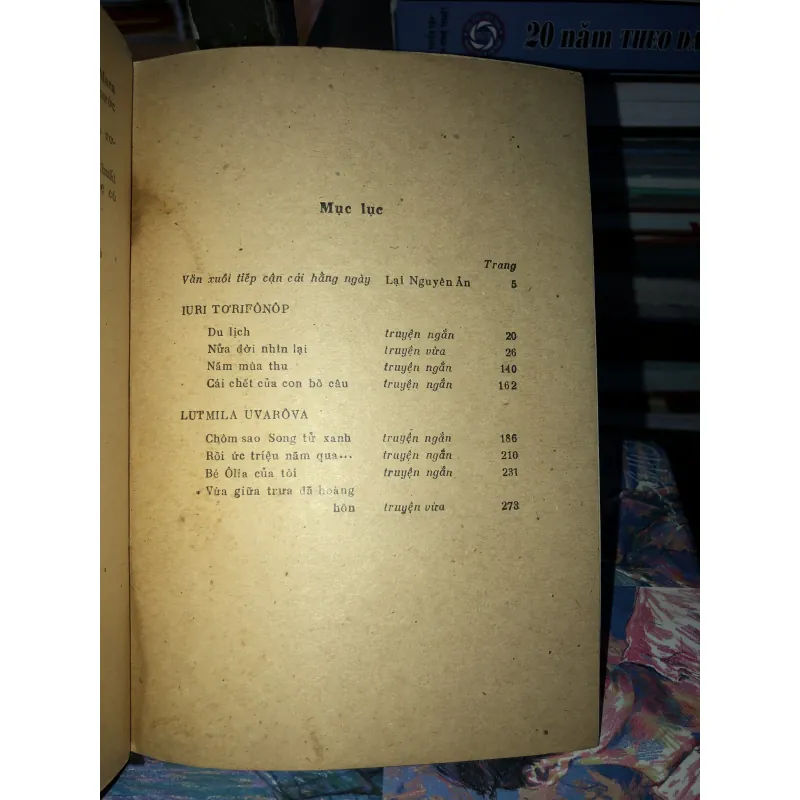 20 năm THEO DA
Mục lục
Trang
Văn xuôi tiếp cận cái hằng ngày Lại Nguyên Ân 5
IURI TƠRIFÔNÔP
Du lịch truyện ngắn 20
Nửa đời nhìn lại truyện vừa 26
Nấm mùa thu truyện ngắn 140
Cái chết của con bồ câu truyện ngắn 162
LUTMILA UVARÔVA
Chòm sao Song tử xanh truyện ngắn 186
Rồi ức triệu năm qua... truyện ngắn 210
Bé Ôlia của tôi truyện ngắn 231
Vừa giữa trưa đã hoàng
hôn truyện vừa 273